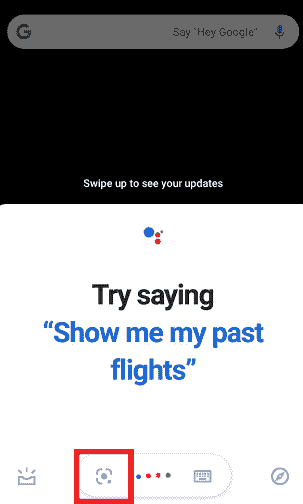 G Say "Hey Google"
Swipe up to see your updates
Try saying
“Show me my past
flights”